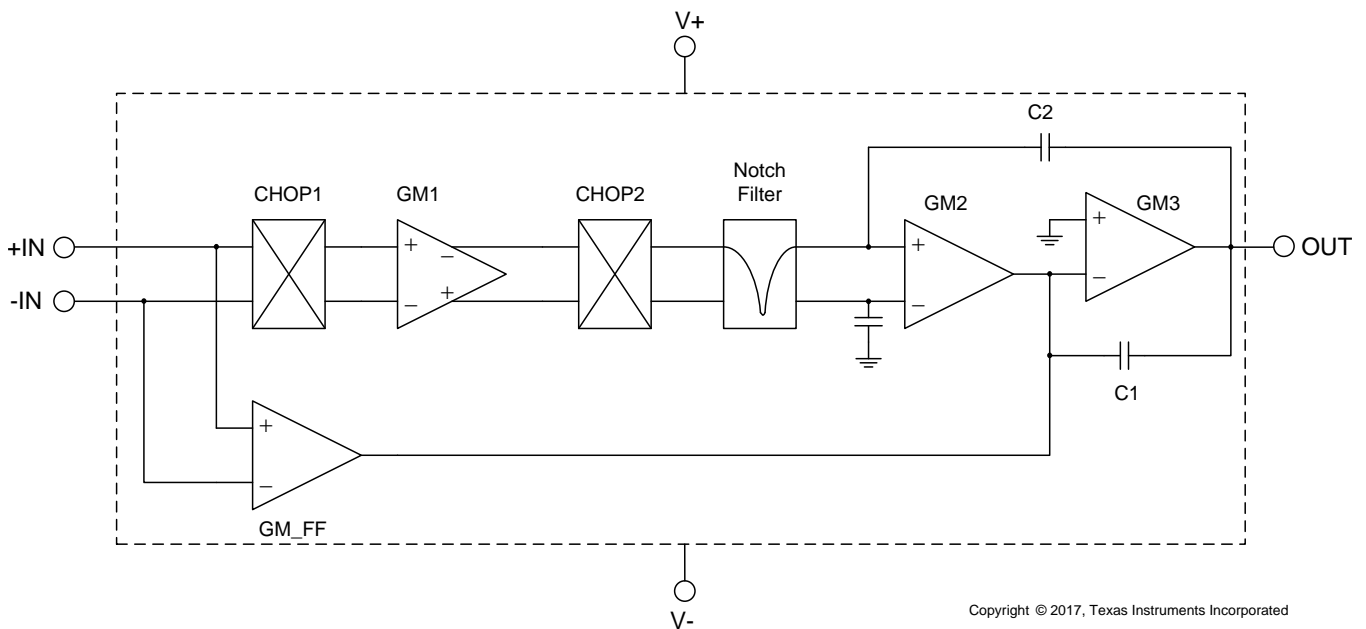 V+
C2
Notch
Filter
CHOP1
GM1
CHOP2
GM2
GM3
+IN
+
−
+
+
−
OUT
-IN
−
+
−
C1
+
−
GM_FF
V-
Copyright © 2017, Texas Instruments Incorporated